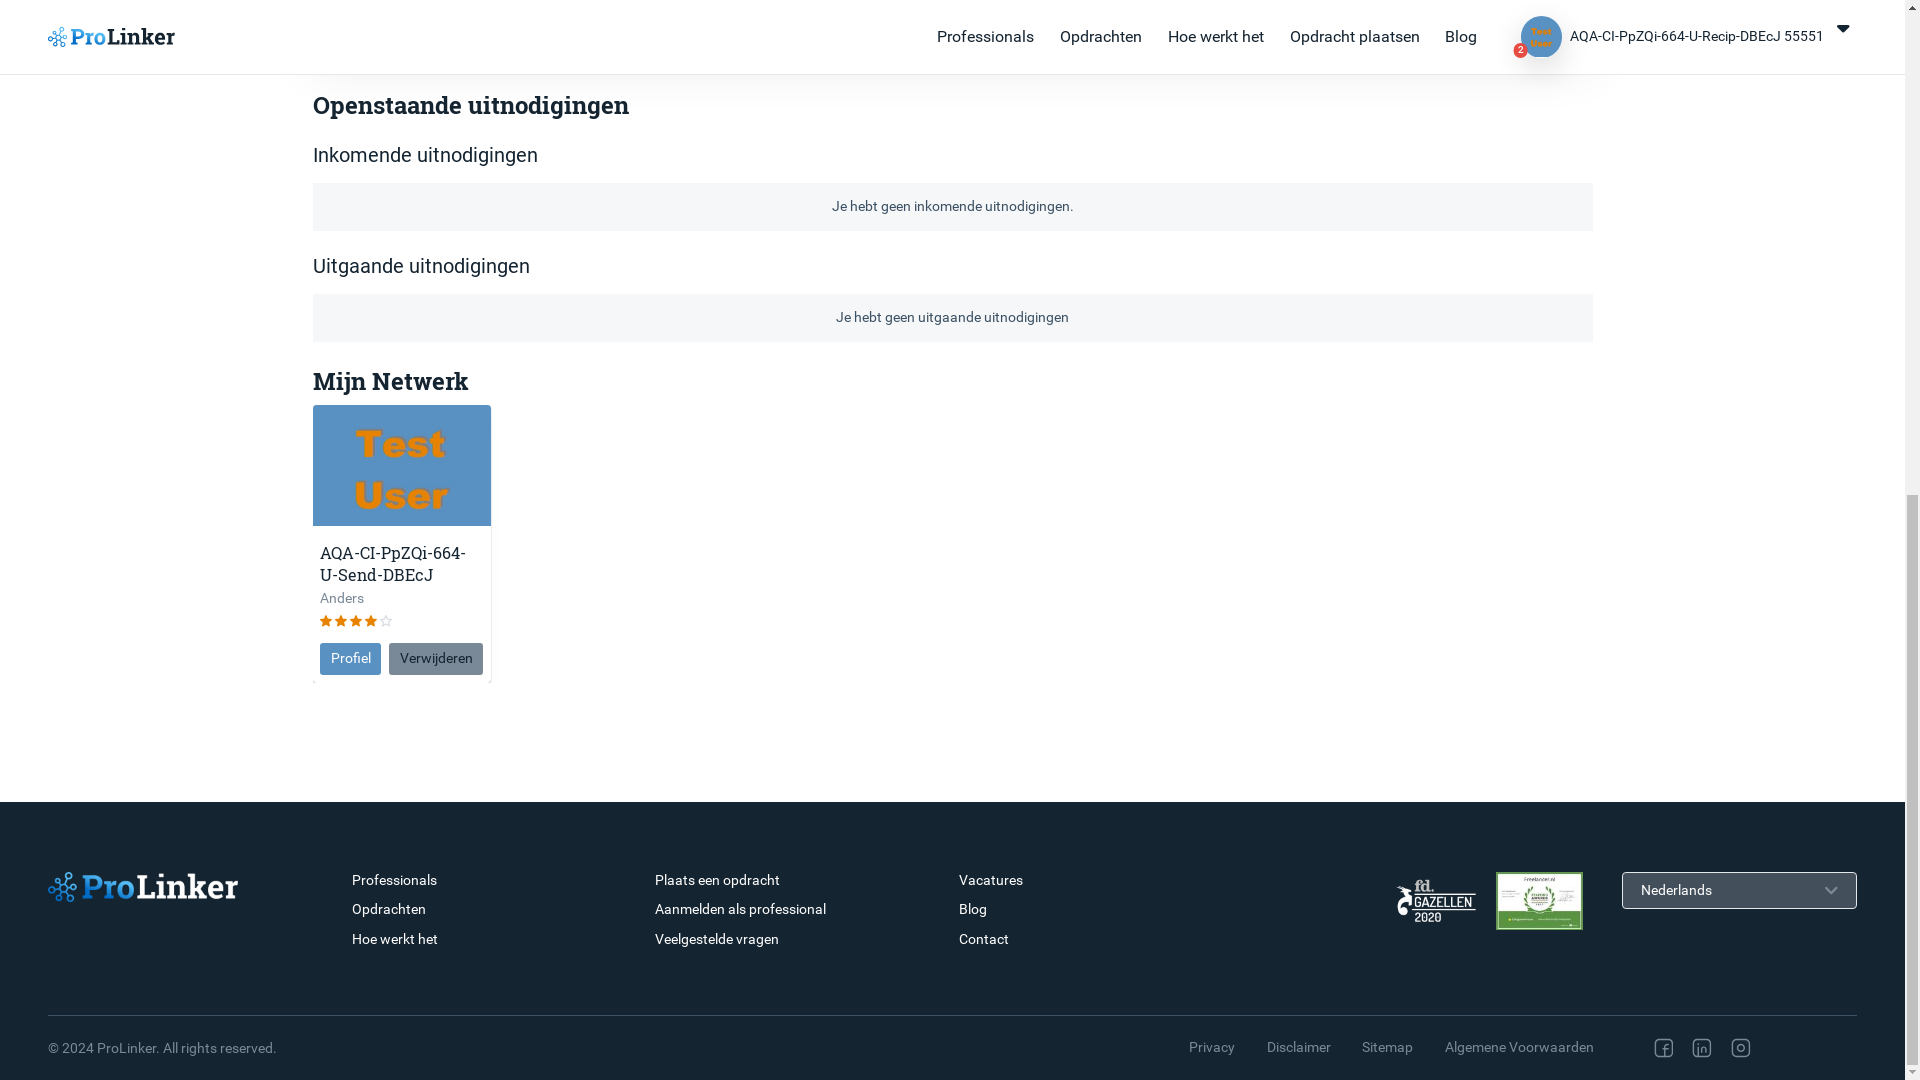 ProLinker
Professionals
Opdrachten
Hoe werkt het
Opdracht plaatsen
Blog
2
AQA-CI-PpZQi-664-U-Recip-DBEcJ 55551
Openstaande uitnodigingen
Inkomende uitnodigingen
Je hebt geen inkomende uitnodigingen.
Uitgaande uitnodigingen
Je hebt geen uitgaande uitnodigingen
Mijn Netwerk
Test
User
AQA-CI-PpZQi-664-
U-Send-DBEcJ
Anders
Profiel
Verwijderen
ProLinker
Professionals
Opdrachten
Hoe werkt het
Plaats een opdracht
Aanmelden als professional
Veelgestelde vragen
Vacatures
Blog
Contact
fd.
GAZELLEN
2020
Freelancer.nl
Nederlands
© 2024 ProLinker. All rights reserved.
Privacy
Disclaimer
Sitemap
Algemene Voorwaarden